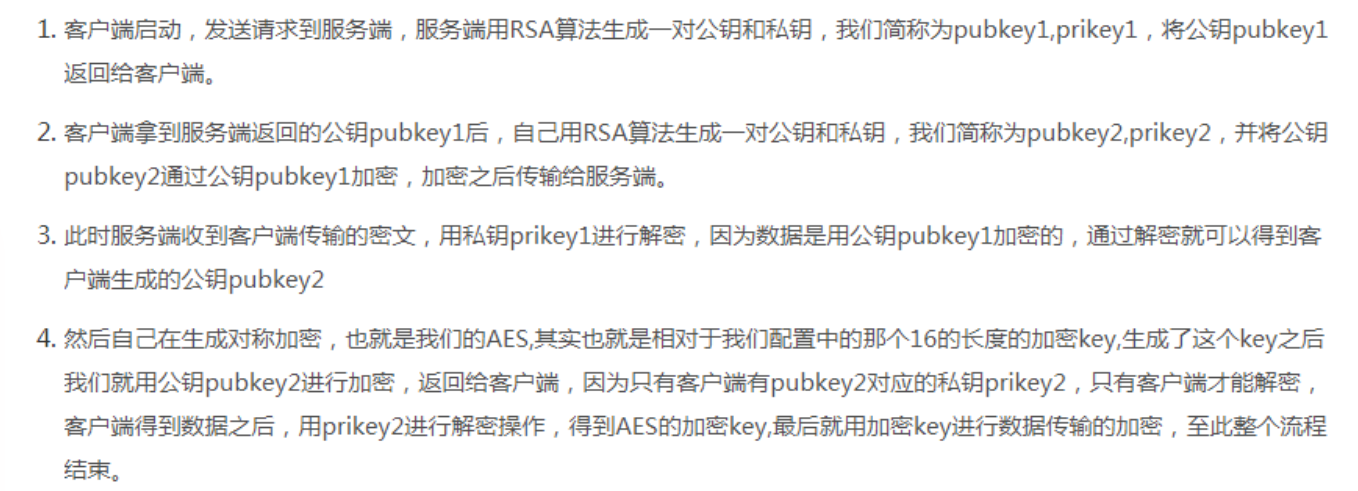 1. 客户端启动，发送请求到服务端，服务端用RSA算法生成一对公钥和私钥，我们简称为pubkey1,prikey1，将公钥pubkey1
返回给客户端。
2. 客户端拿到服务端返回的公钥pubkey1后，自己用RSA算法生成一对公钥和私钥，我们简称为pubkey2,prikey2，并将公钥
pubkey2通过公钥pubkey1加密，加密之后传输给服务端。
3. 此时服务端收到客户端传输的密文，用私钥prikey1进行解密，因为数据是用公钥pubkey1加密的，通过解密就可以得到客
户端生成的公钥pubkey2
4. 然后自己在生成对称加密，也就是我们的AES,其实也就是相对于我们配置中的那个16的长度的加密key,生成了这个key之后
我们就用公钥pubkey2进行加密，返回给客户端，因为只有客户端有pubkey2对应的私钥prikey2，只有客户端才能解密，
客户端得到数据之后，用prikey2进行解密操作，得到AES的加密key,最后就用加密key进行数据传输的加密，至此整个流程
结束。